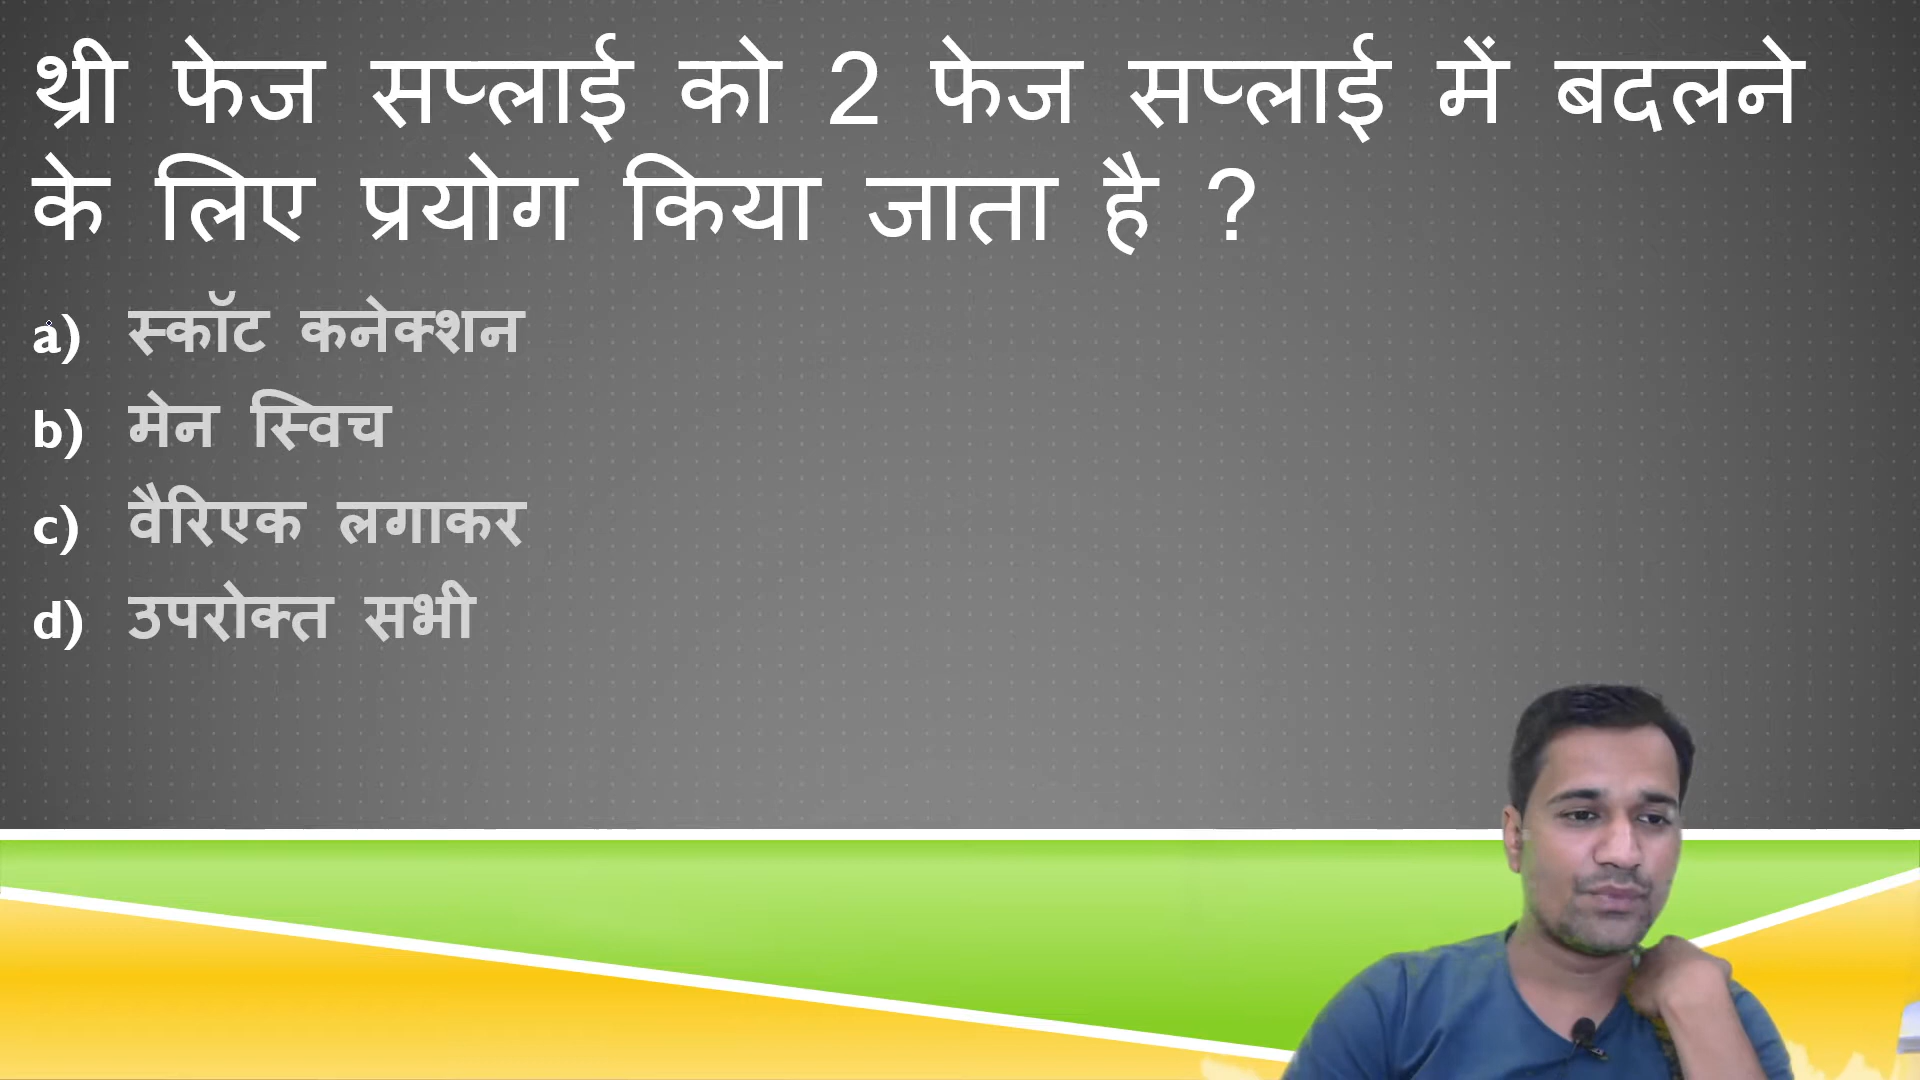 थ्री फेज सप्लाई को 2 फेज सप्लाई में बदलने
के लिए प्रयोग किया जाता है ?
a) स्कॉट कनेक्शन
b) मेन स्विच
c) वैरिएक लगाकर
d) उपरोक्त सभी